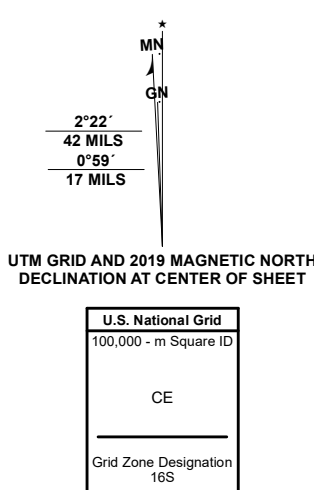 MN
GN
2°22´
42 MILS
0°59´
17 MILS
UTM GRID AND 2019 MAGNETIC NORTH
DECLINATION AT CENTER OF SHEET
U.S. National Grid
100,000 - m Square ID
CE
Grid Zone Designation
16S